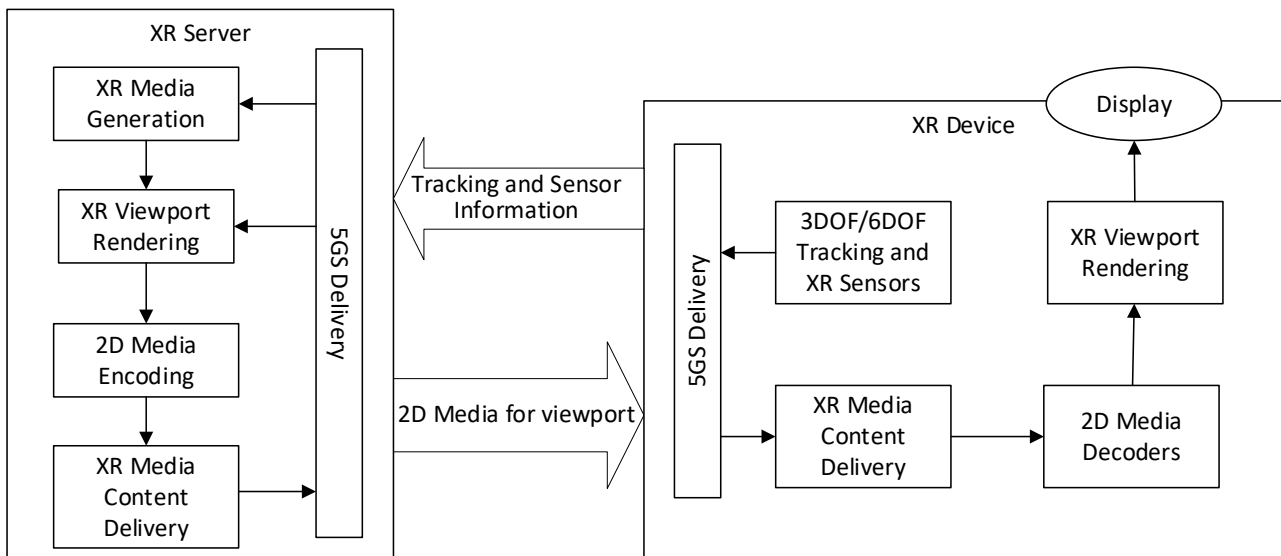 XR Server
XR Media
Generation
XR Viewport
Rendering
2D Media
Encoding
XR Media
Content
Delivery
5GS Delivery
Tracking and Sensor
Information
2D Media for viewport
XR Device
Display
5GS Delivery
3DOF/6DOF
Tracking and
XR Sensors
XR Viewport
Rendering
XR Media
Content
Delivery
2D Media
Decoders